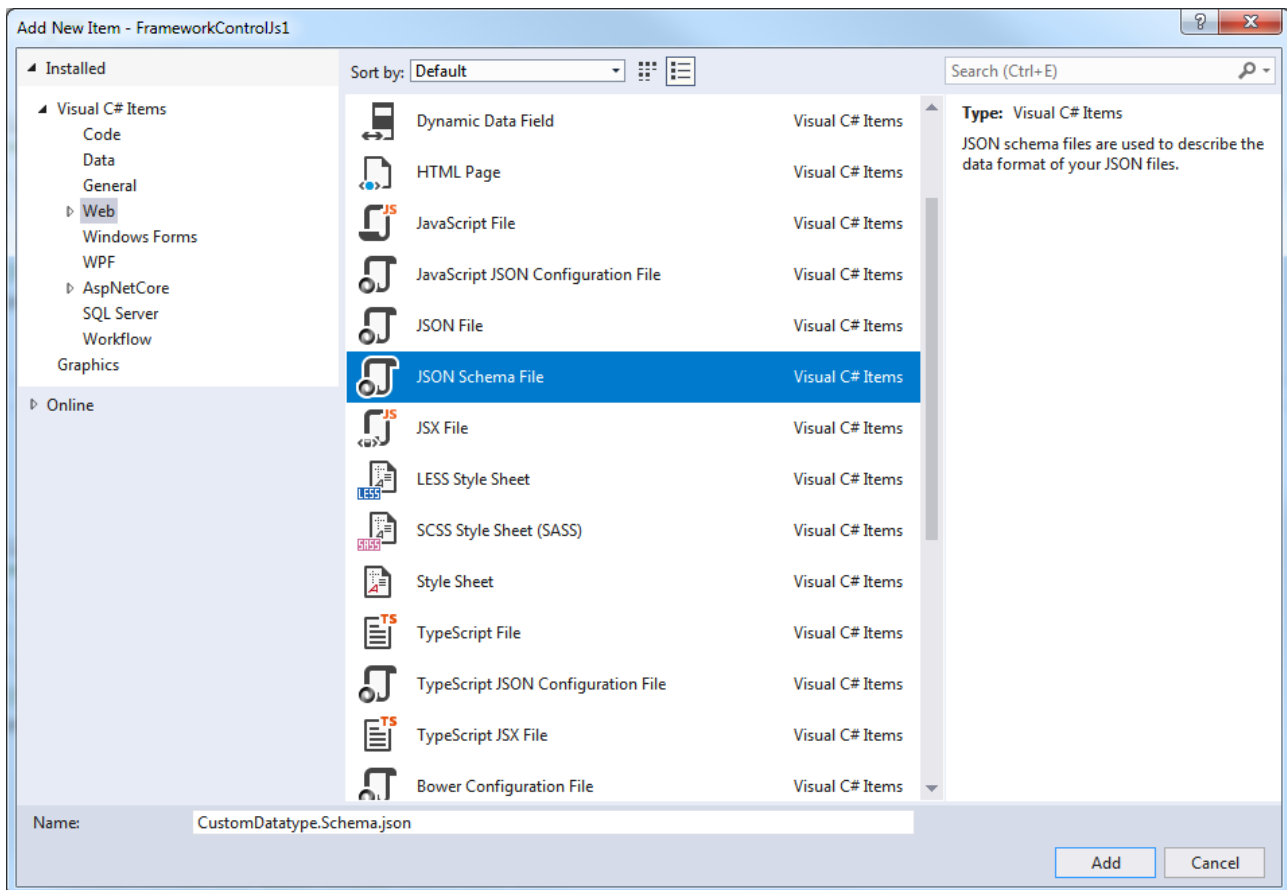 Add New Item - FrameworkControlJs1
Installed
Visual C# Items
Code
Data
General
Web
Windows Forms
WPF
AspNetCore
SQL Server
Workflow
Graphics
Online
Sort by: Default
Dynamic Data Field Visual C# Items
HTML Page Visual C# Items
JS
JavaScript File Visual C# Items
JavaScript JSON Configuration File Visual C# Items
JSON File Visual C# Items
JSON Schema File Visual C# Items
JS
JSX File Visual C# Items
LESS
LESS Style Sheet Visual C# Items
SASS
SCSS Style Sheet (SASS) Visual C# Items
Style Sheet Visual C# Items
TS
TypeScript File Visual C# Items
TypeScript JSON Configuration File Visual C# Items
TS
TypeScript JSX File Visual C# Items
Bower Configuration File Visual C# Items
Search (Ctrl+E)
Type: Visual C# Items
JSON schema files are used to describe the
data format of your JSON files.
Name: CustomDatatype.Schema.json
Add Cancel